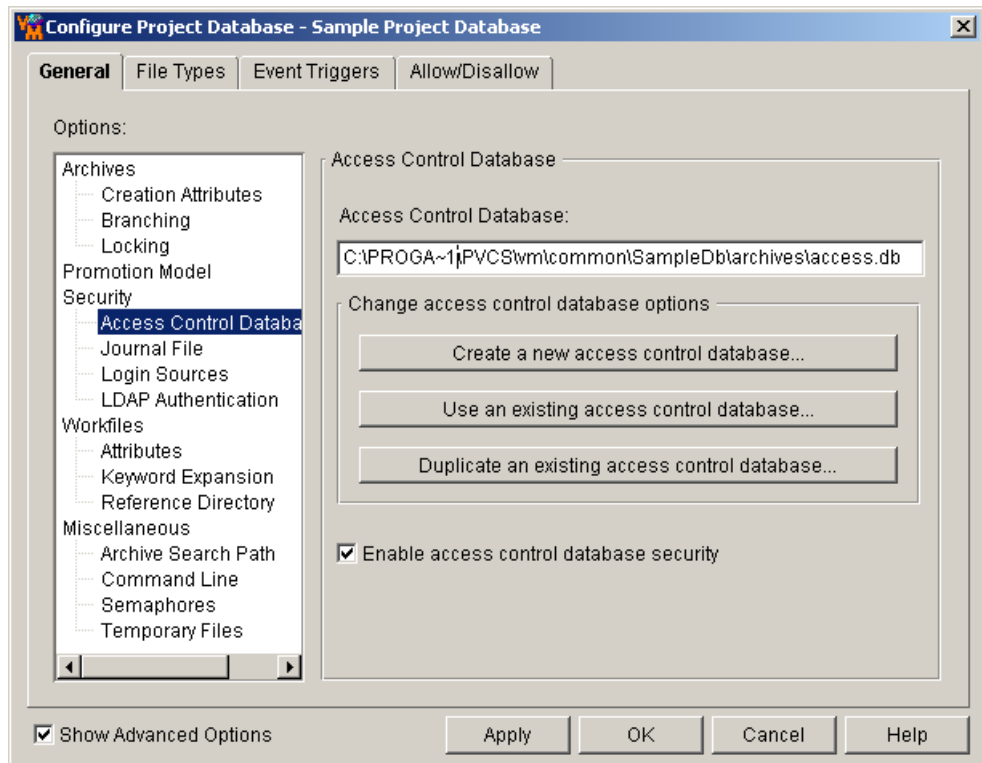 Configure Project Database - Sample Project Database
General File Types Event Triggers Allow/Disallow
Options:
Archives
Creation Attributes
Branching
Locking
Promotion Model
Security
Access Control Databa
Journal File
Login Sources
LDAP Authentication
Workfiles
Attributes
Keyword Expansion
Reference Directory
Miscellaneous
Archive Search Path
Command Line
Semaphores
Temporary Files
Access Control Database
Access Control Database:
C:\PROGA~1\PVCS\vm\common\SampleDb\archives\access.db
Change access control database options
Create a new access control database...
Use an existing access control database...
Duplicate an existing access control database...
Enable access control database security
Show Advanced Options
Apply OK Cancel Help